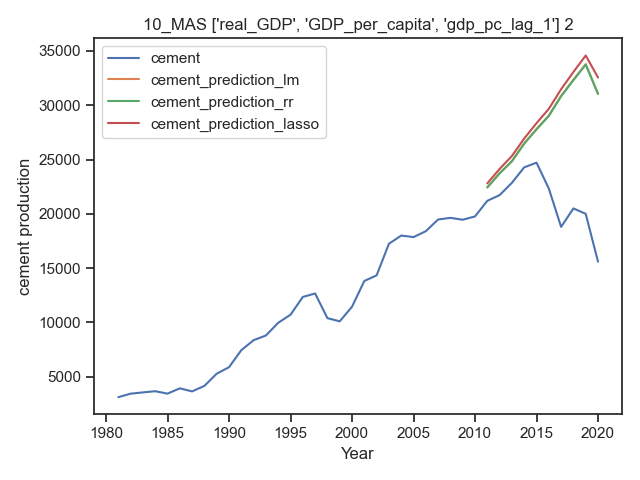 10_MAS ['real_GDP', 'GDP_per_capita', 'gdp_pc_lag_1'] 2
cement
cement_prediction_lm
cement_prediction_rr
cement_prediction_lasso
cement production
35000
30000
25000
20000
15000
10000
5000
1980 1985 1990 1995 2000 2005 2010 2015 2020
Year